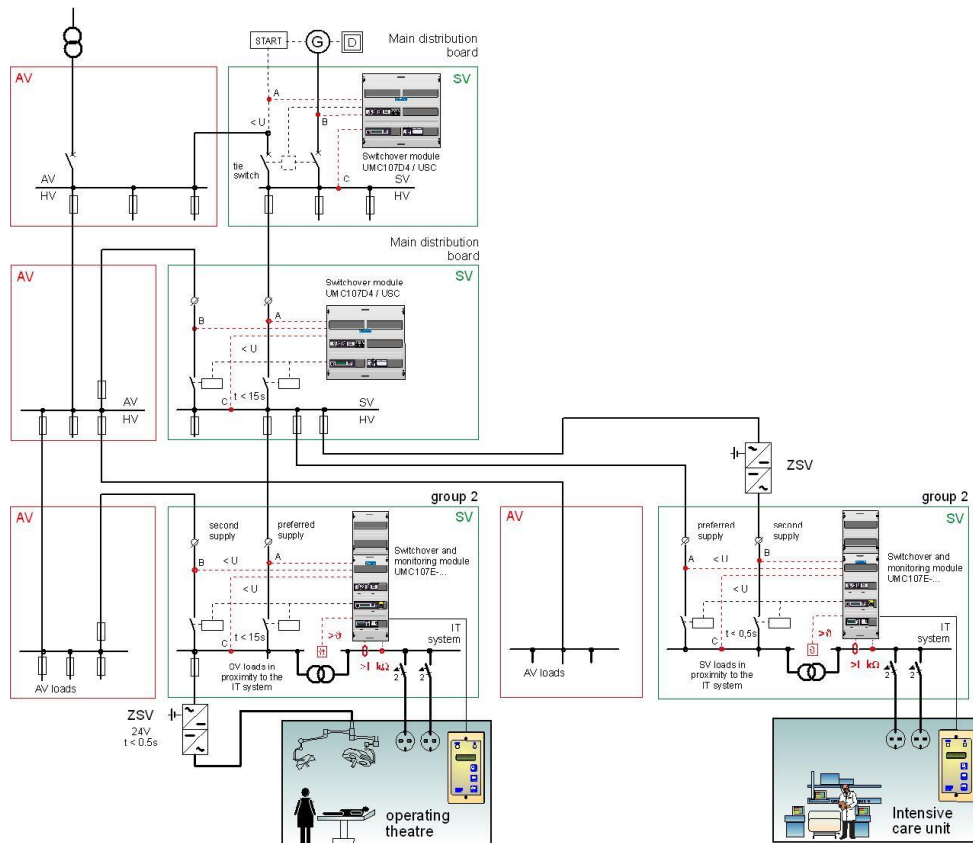 START
G
D
Main distribution
board
AV
SV
A
< U
B
Switchover module
UMC107D4 / USC
tie
switch
C
AV
HV
SV
HV
Main distribution
board
AV
SV
Switchover module
UMC107D4 / USC
B
A
< U
C
t < 15s
AV
HV
SV
HV
ZSV
group 2
group 2
AV
SV
second
supply
preferred
supply
B
< U
A
< U
Switchover and
monitoring module
UMC107E-...
C
t < 15s
>ϑ
ϑ
IT
system
AV loads
OV loads in
proximity to the
IT system
>I
kΩ
2
2
AV
AV loads
SV
preferred
supply
second
supply
A
< U
B
< U
Switchover and
monitoring module
UMC107E-...
C
t < 0,5s
>ϑ
ϑ
IT
system
SV loads in
proximity to the
IT system
>I
kΩ
2
2
ZSV
24V
t < 0.5s
operating
theatre
Intensive
care unit